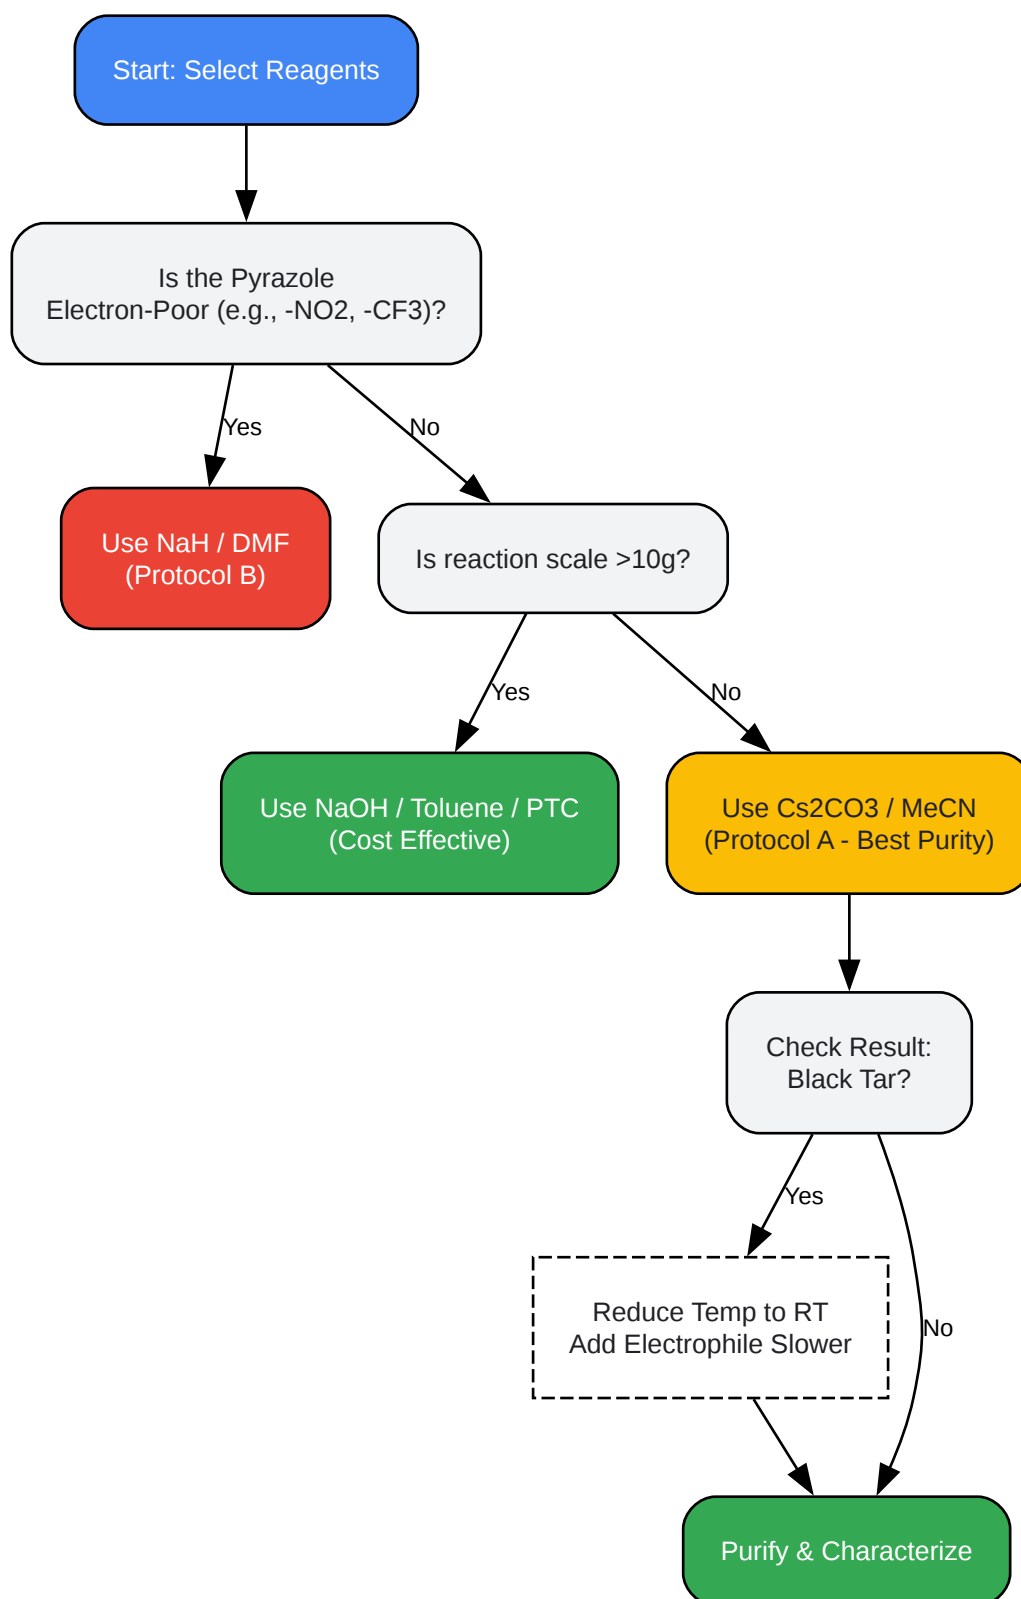 Start: Select Reagents
Is the Pyrazole
Electron-Poor (e.g., -NO2, -CF3)?
Yes
No
Use NaH / DMF
(Protocol B)
Is reaction scale >10g?
Yes
No
Use NaOH / Toluene / PTC
(Cost Effective)
Use Cs2CO3 / MeCN
(Protocol A - Best Purity)
Check Result:
Black Tar?
Yes
Reduce Temp to RT
Add Electrophile Slower
No
Purify & Characterize